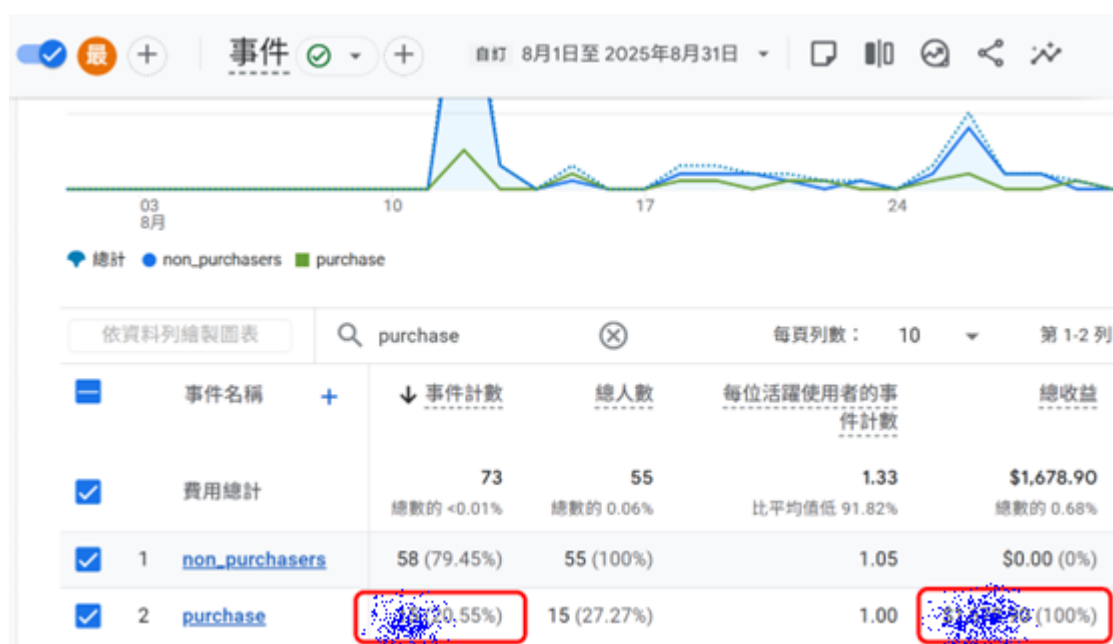 最 事件 自訂 8月1日至 2025年8月31日
03 10 17 24
8月
總計 non_purchasers purchase
依資料列繪製圖表 purchase 每頁列數： 10 第 1-2 列
事件名稱 + 事件計數 總人數 每位活躍使用者的事 總收益
件計數
費用總計 73 55 1.33 $1,678.90
總數的 <0.01% 總數的 0.06% 比平均值低 91.82% 總數的 0.68%
1 non_purchasers 58 (79.45%) 55 (100%) 1.05 $0.00 (0%)
2 purchase 15 (27.27%) 1.00 (100%)